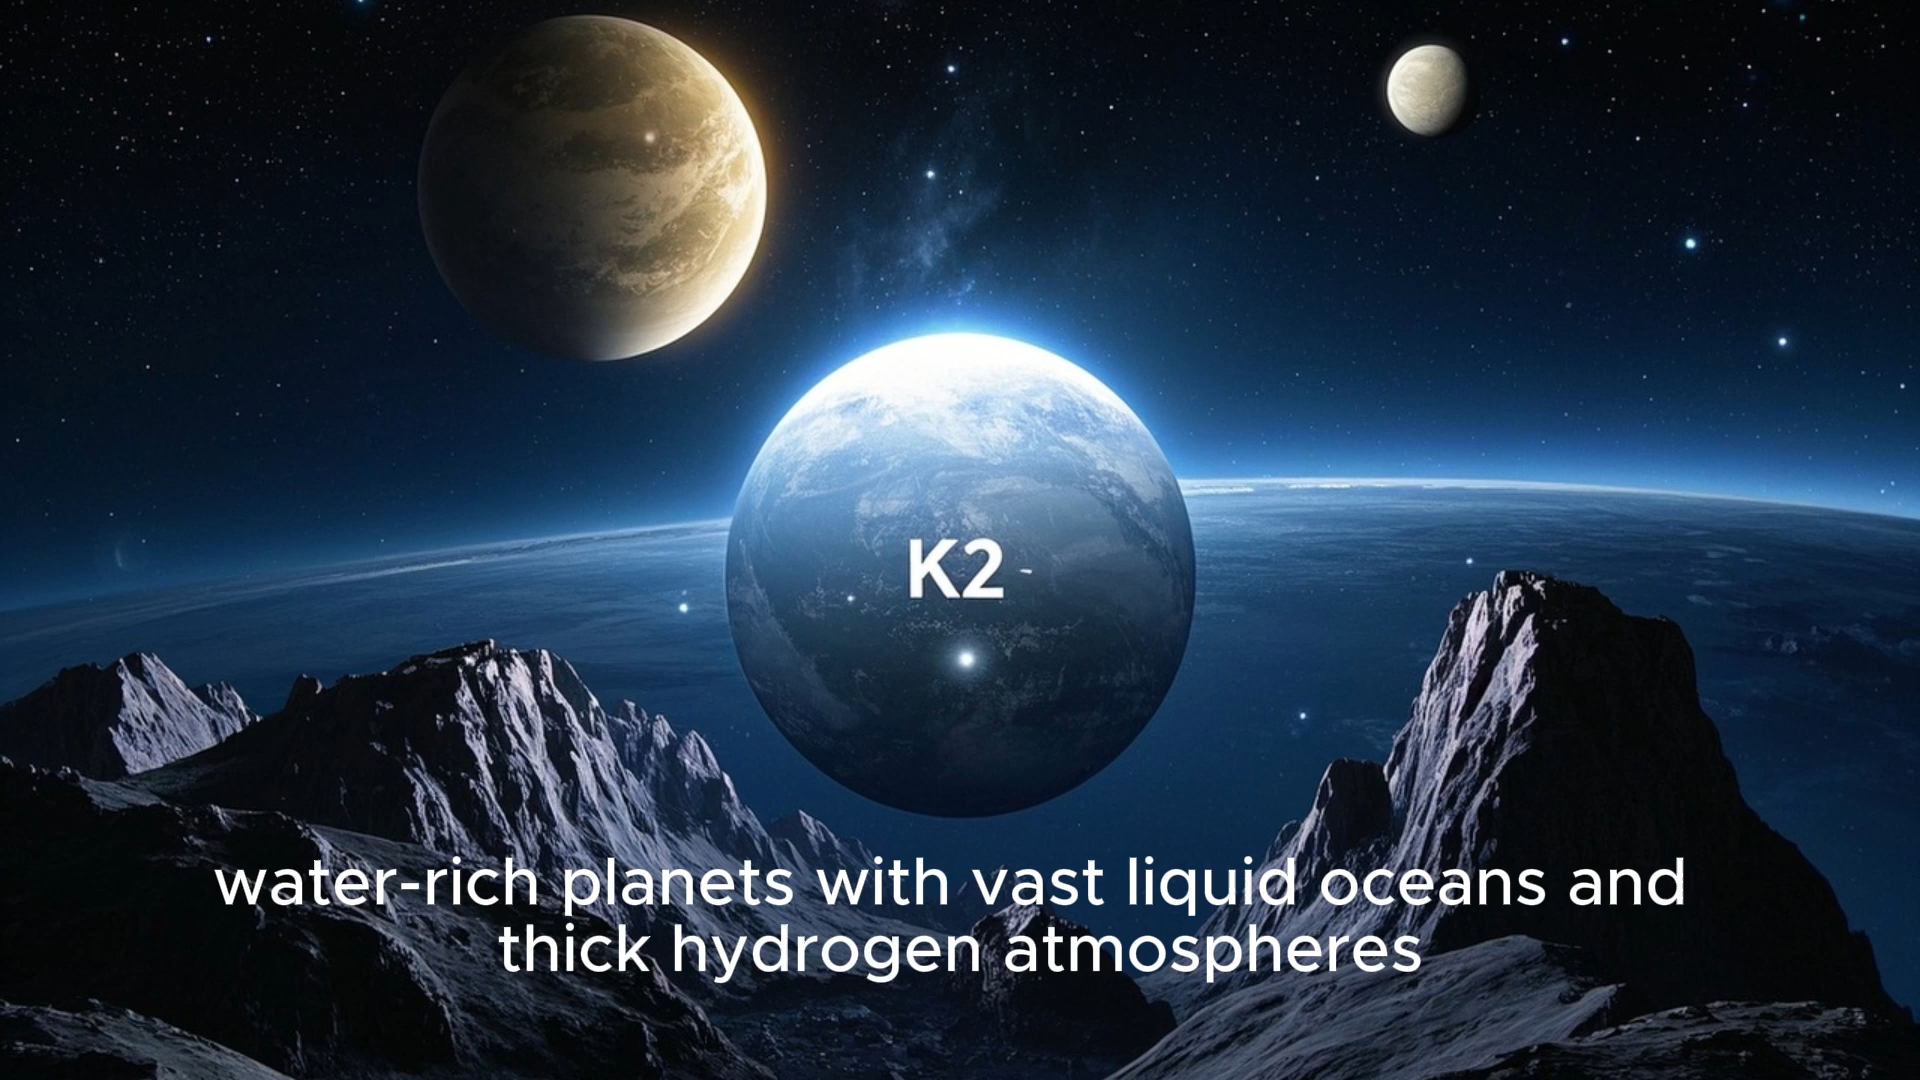 K2-
water-rich planets with vast liquid oceans and
thick hydrogen atmospheres